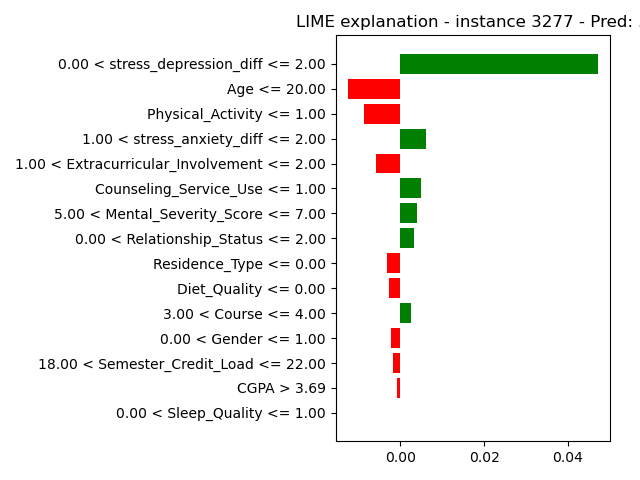 LIME explanation - instance 3277 - Pred:
0.00 < stress_depression_diff <= 2.00
Age <= 20.00
Physical_Activity <= 1.00
1.00 < stress_anxiety_diff <= 2.00
1.00 < Extracurricular_Involvement <= 2.00
Counseling_Service_Use <= 1.00
5.00 < Mental_Severity_Score <= 7.00
0.00 < Relationship_Status <= 2.00
Residence_Type <= 0.00
Diet_Quality <= 0.00
3.00 < Course <= 4.00
0.00 < Gender <= 1.00
18.00 < Semester_Credit_Load <= 22.00
CGPA > 3.69
0.00 < Sleep_Quality <= 1.00
0.00 0.02 0.04